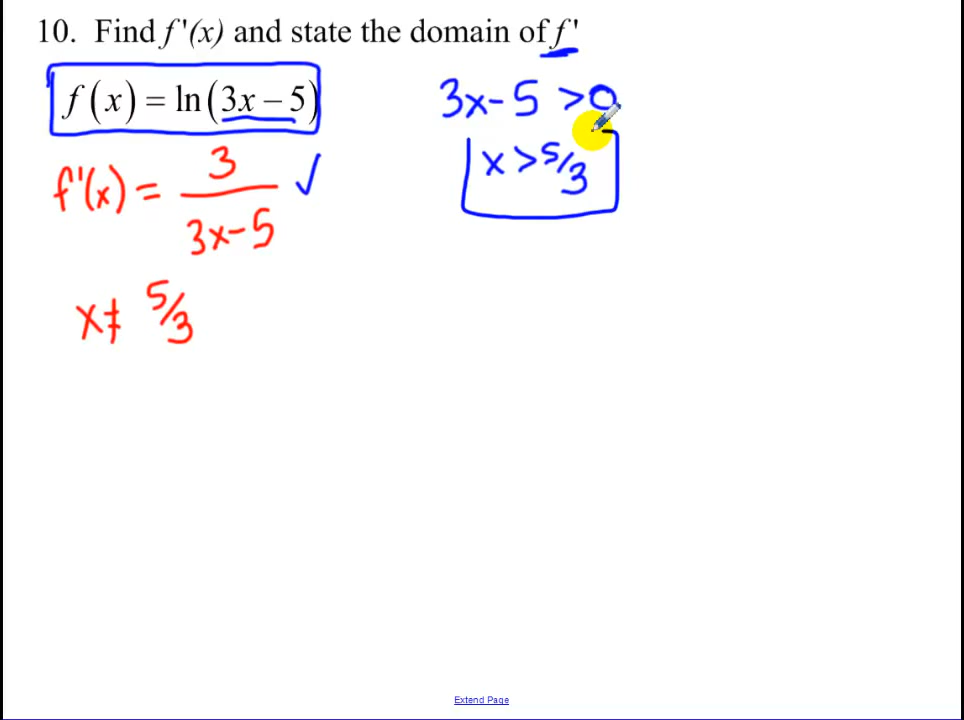 10. Find f '(x) and state the domain of f '
f(x) = ln(3x − 5)
3x-5 >0
x > 5/3
f'(x) = 3/(3x-5) ✓
x ≠ 5/3
Extend Page